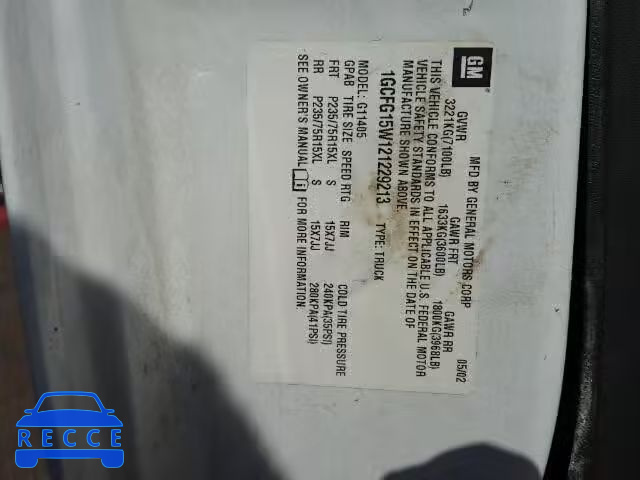 GM
MFD BY GENERAL MOTORS CORP 05/02
GVWR GAWR FRT GAWR RR
3221KG(7100LB) 1633KG(3600LB) 1800KG(3968LB)
THIS VEHICLE CONFORMS TO ALL APPLICABLE U.S. FEDERAL MOTOR
VEHICLE SAFETY STANDARDS IN EFFECT ON THE DATE OF
MANUFACTURE SHOWN ABOVE.
1GCFG15W121229213 TYPE: TRUCK
MODEL: G11405
GPAB TIRE SIZE SPEED RTG RIM COLD TIRE PRESSURE
FRT P235/75R15XL S 15X7JJ 240KPA(35PSI)
RR P235/75R15XL S 15X7JJ 280KPA(41PSI)
SEE OWNER'S MANUAL FOR MORE INFORMATION.
RECCE